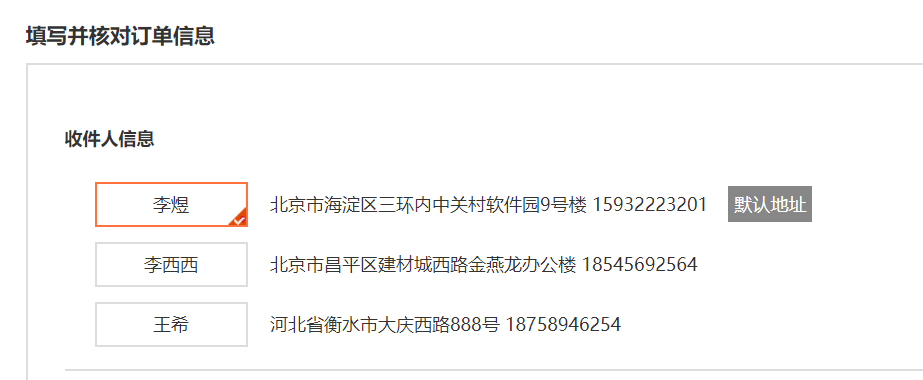 填写并核对订单信息
收件人信息
李煜 北京市海淀区三环内中关村软件园9号楼 15932223201 默认地址
李西西 北京市昌平区建材城西路金燕龙办公楼 18545692564
王希 河北省衡水市大庆西路888号 18758946254